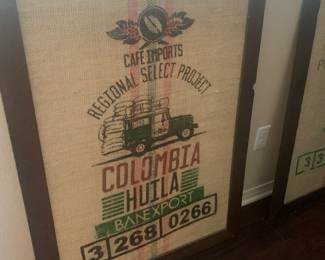 CAFE IMPORTS
REGIONAL SELECT PROJECT
COLOMBIA
HUILA
BANEXPORT
3 268 0266